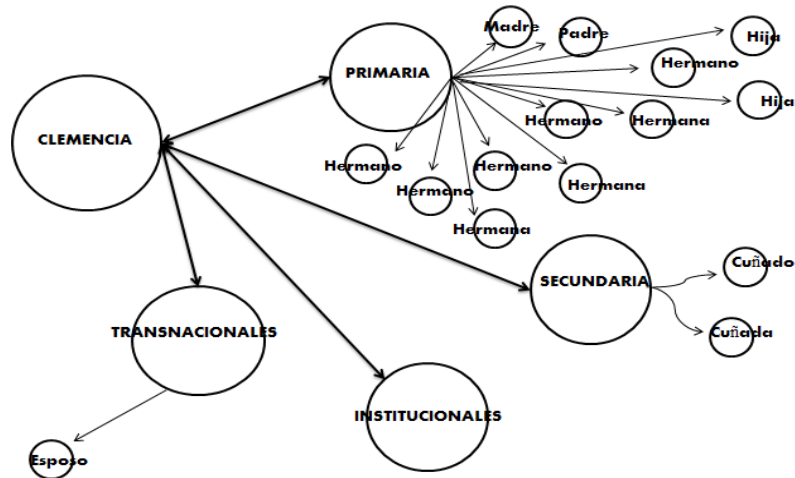 Madre
Padre
Hija
PRIMARIA
Hermano
Hija
CLEMENCIA
Hermano
Hermana
Hermano
Hermano
Hermano
Hermana
Hermana
Cuñado
SECUNDARIA
TRANSNACIONALES
Cuñada
INSTITUCIONALES
Esposo